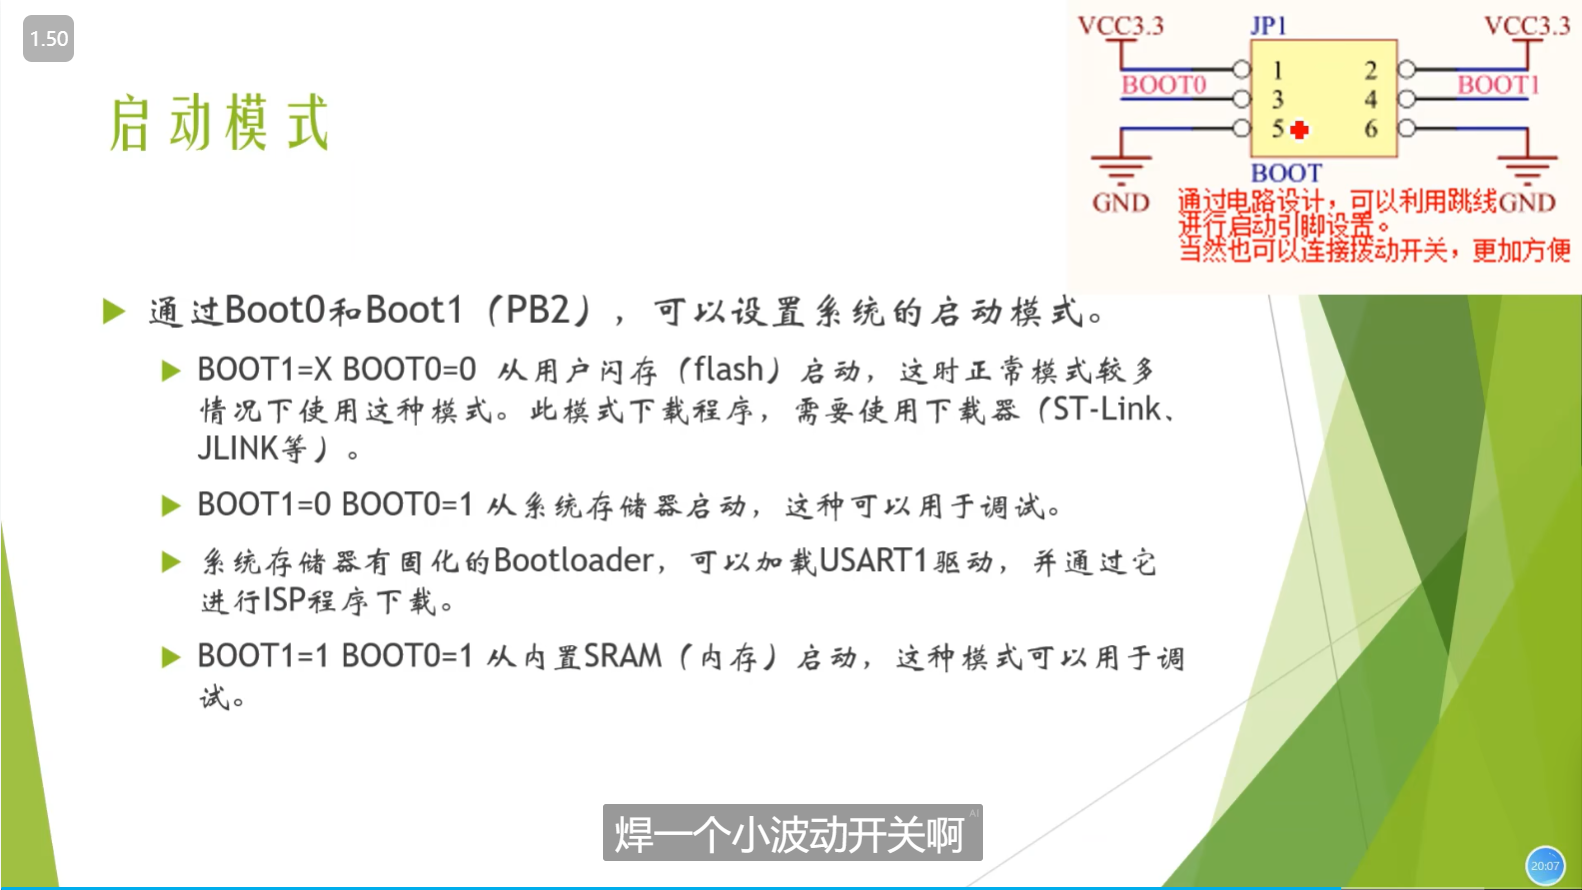 1.50
启动模式
VCC3.3 JP1 VCC3.3
1 2
BOOT0 BOOT1
3 4
5 6
BOOT
GND GND
通过电路设计，可以利用跳线
进行启动引脚设置。
当然也可以连接拨动开关，更加方便
通过Boot0和Boot1（PB2），可以设置系统的启动模式。
BOOT1=X BOOT0=0 从用户闪存（flash）启动，这时正常模式较多
情况下使用这种模式。此模式下载程序，需要使用下载器（ST-Link、
JLINK等）。
BOOT1=0 BOOT0=1 从系统存储器启动，这种可以用于调试。
系统存储器有固化的Bootloader，可以加载USART1驱动，并通过它
进行ISP程序下载。
BOOT1=1 BOOT0=1 从内置SRAM（内存）启动，这种模式可以用于调
试。
焊一个小波动开关啊
AI
20:07